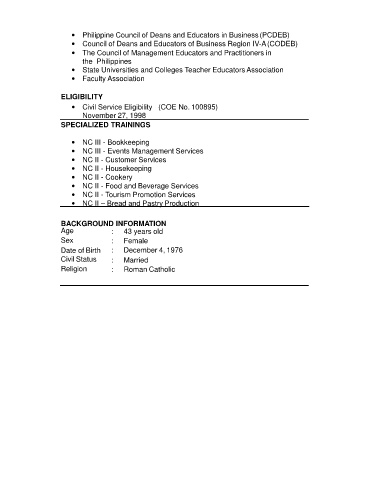 • Philippine Council of Deans and Educators in Business (PCDEB)
• Council of Deans and Educators of Business Region IV-A (CODEB)
• The Council of Management Educators and Practitioners in
the Philippines
• State Universities and Colleges Teacher Educators Association
• Faculty Association
ELIGIBILITY
• Civil Service Eligibility (COE No. 100895)
November 27, 1998
SPECIALIZED TRAININGS
• NC III - Bookkeeping
• NC III - Events Management Services
• NC II - Customer Services
• NC II - Housekeeping
• NC II - Cookery
• NC II - Food and Beverage Services
• NC II - Tourism Promotion Services
• NC II – Bread and Pastry Production
BACKGROUND INFORMATION
Age : 43 years old
Sex : Female
Date of Birth : December 4, 1976
Civil Status : Married
Religion : Roman Catholic